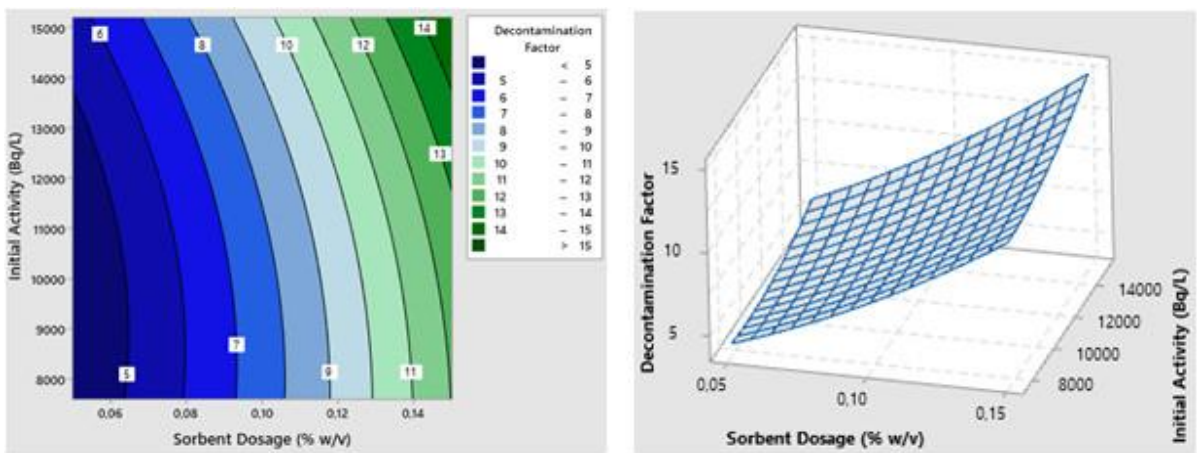 15000
14000
13000
12000
11000
10000
9000
8000
Initial Activity (Bq/L)
6
8
10
12
14
13
7
5
9
11
0,06 0,08 0,10 0,12 0,14
Sorbent Dosage (% w/v)
Decontamination
Factor
< 5
5 – 6
6 – 7
7 – 8
8 – 9
9 – 10
10 – 11
11 – 12
12 – 13
13 – 14
14 – 15
> 15
Decontamination Factor
15
10
5
0,05
0,10
0,15
Sorbent Dosage (% w/v)
14000
12000
10000
8000
Initial Activity (Bq/L)